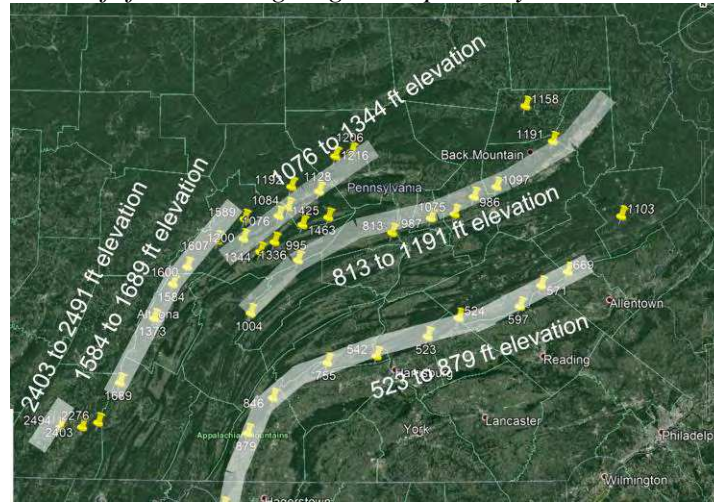 1076 to 1344 ft elevation
1158
1206
1216
1191
Back Mountain
1192
1128
Pennsylvania
1097
1084
1589
1076
1425
1075
986
1103
1463
813
987
1200
1607
1344
1336
995
813 to 1191 ft elevation
1600
669
1584
571
2403 to 2491 ft elevation
1584 to 1689 ft elevation
Altoona
1373
1004
524
597
Allentown
523
542
523 to 879 ft elevation
Reading
755
Harrisburg
1689
846
2494
2276
2403
Lancaster
York
Appalachian Mountains
879
Philadelp
Wilmington
Hagerstown